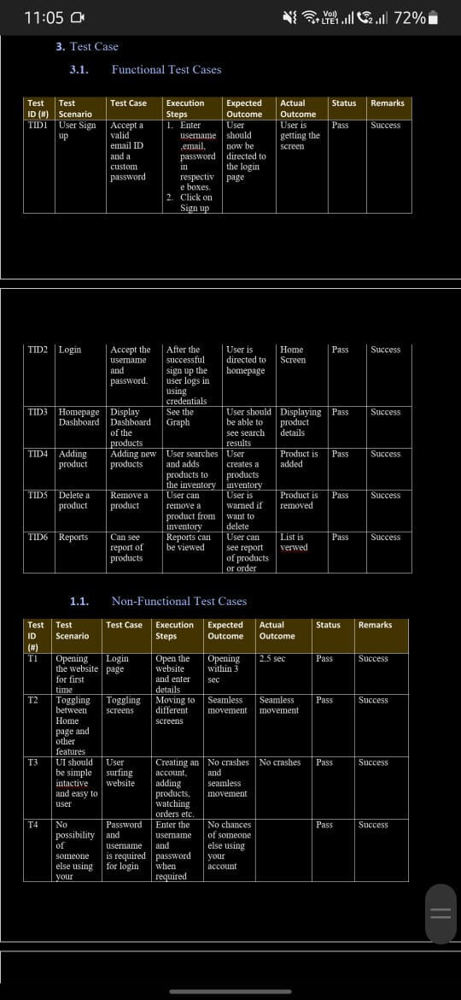 11:05
Vo)) LTE1 2 72%
3. Test Case
3.1. Functional Test Cases
Test ID (#) Test Scenario Test Case Execution Steps Expected Outcome Actual Outcome Status Remarks
TID1 User Sign up Accept a valid email ID and a custom password 1. Enter username ,email, password in respectiv e boxes. 2. Click on Sign up User should now be directed to the login page User is getting the screen Pass Success
TID2 Login Accept the username and password. After the successful sign up the user logs in using credentials User is directed to homepage Home Screen Pass Success
TID3 Homepage Dashboard Display Dashboard of the products See the Graph User should be able to see search results Displaying product details Pass Success
TID4 Adding product Adding new products User searches and adds products to the inventory User creates a products inventory Product is added Pass Success
TID5 Delete a product Remove a product User can remove a product from inventory User is warned if want to delete Product is removed Pass Success
TID6 Reports Can see report of products Reports can be viewed User can see report of products or order List is verwed Pass Success
1.1. Non-Functional Test Cases
Test ID (#) Test Scenario Test Case Execution Steps Expected Outcome Actual Outcome Status Remarks
T1 Opening the website for first time Login page Open the website and enter details Opening within 3 sec 2.5 sec Pass Success
T2 Toggling between Home page and other features Toggling screens Moving to different screens Seamless movement Seamless movement Pass Success
T3 UI should be simple intactive and easy to user User surfing website Creating an account, adding products, watching orders etc. No crashes and seamless movement No crashes Pass Success
T4 No possibility of someone else using your Password and username is required for login Enter the username and password when required No chances of someone else using your account Pass Success